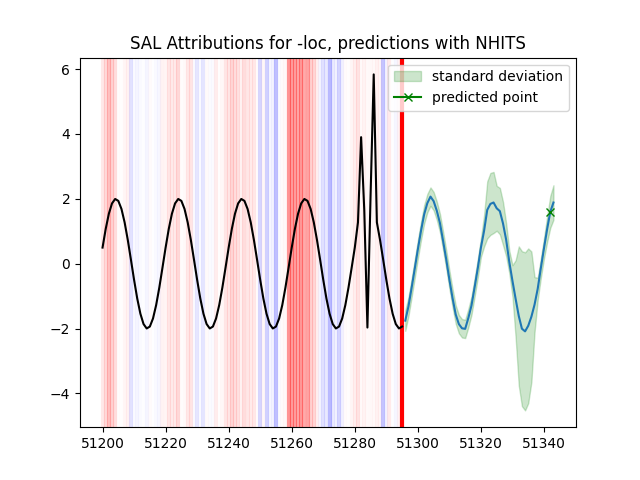 SAL Attributions for -loc, predictions with NHITS
standard deviation
predicted point
6
4
2
0
−2
−4
51200 51220 51240 51260 51280 51300 51320 51340